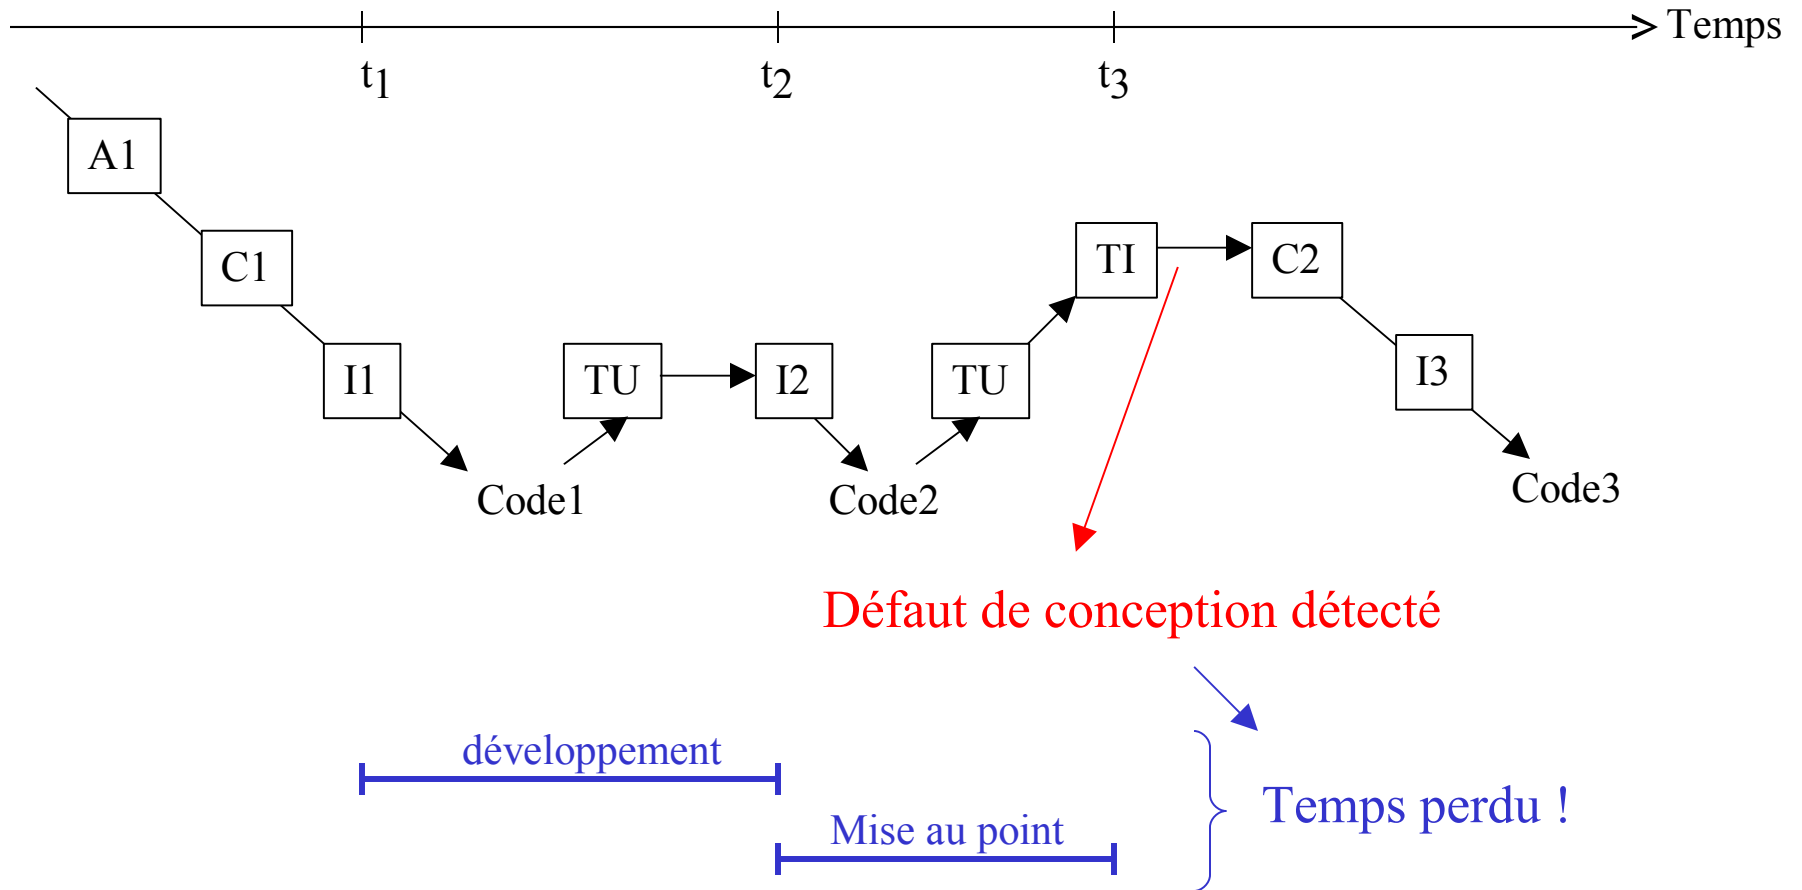 Temps
t1 t2 t3
A1
C1 TI C2
I1 TU I2 TU I3
Code1 Code2 Code3
Défaut de conception détecté
développement
Temps perdu !
Mise au point